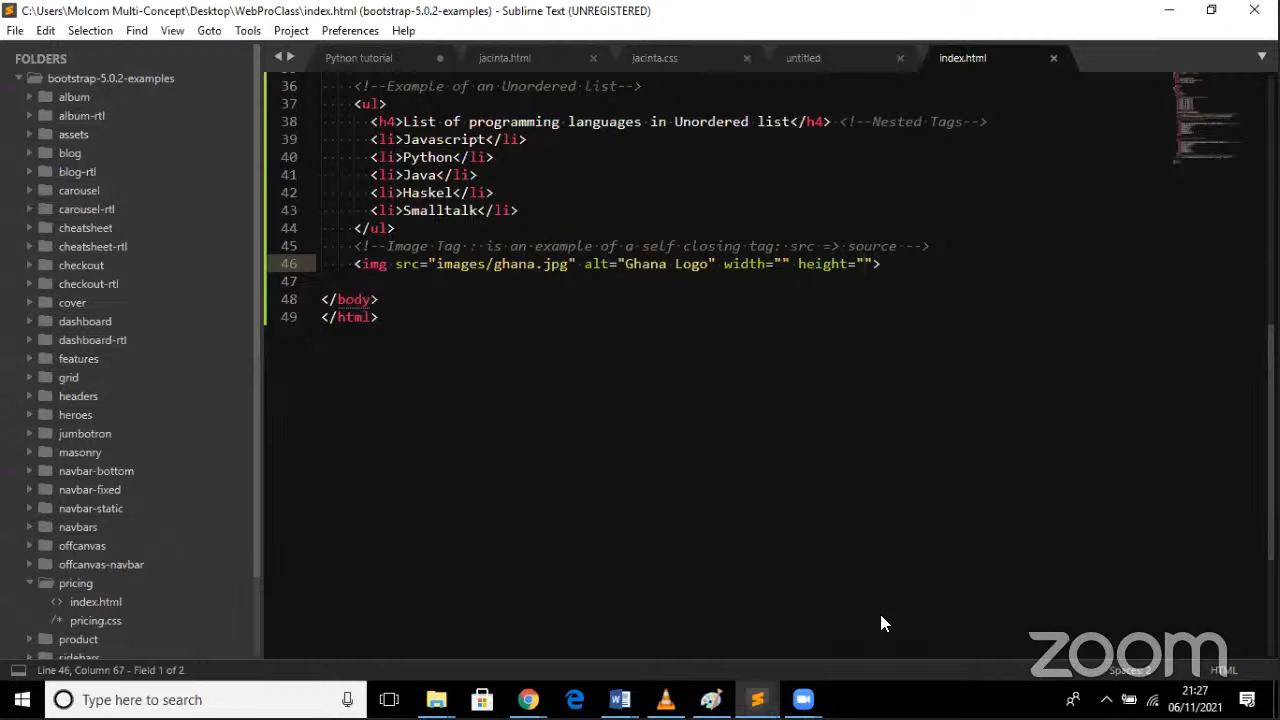 C:\Users\Molcom Multi-Concept\Desktop\WebProClass\index.html (bootstrap-5.0.2-examples) - Sublime Text (UNREGISTERED)
File Edit Selection Find View Goto Tools Project Preferences Help
FOLDERS
bootstrap-5.0.2-examples
album
album-rtl
assets
blog
blog-rtl
carousel
carousel-rtl
cheatsheet
cheatsheet-rtl
checkout
checkout-rtl
cover
dashboard
dashboard-rtl
features
grid
headers
heroes
jumbotron
masonry
navbar-bottom
navbar-fixed
navbar-static
navbars
offcanvas
offcanvas-navbar
pricing
<> index.html
/* pricing.css
product
sidebars
Python tutorial jacinta.html jacinta.css untitled index.html
36 <!--Example of an Unordered list-->
37 <ul>
38 <h4>List of programming languages in Unordered list</h4> <!--Nested Tags-->
39 <li>Javascript</li>
40 <li>Python</li>
41 <li>Java</li>
42 <li>Haskel</li>
43 <li>Smalltalk</li>
44 </ul>
45 <!--Image Tag : is an example of a self closing tag: src => source -->
46 <img src="images/ghana.jpg" alt="Ghana Logo" width="" height="">
47
48 </body>
49 </html>
zoom
Line 46, Column 67 - Field 1 of 2 Spaces: 2 HTML
Type here to search
21:27
06/11/2021